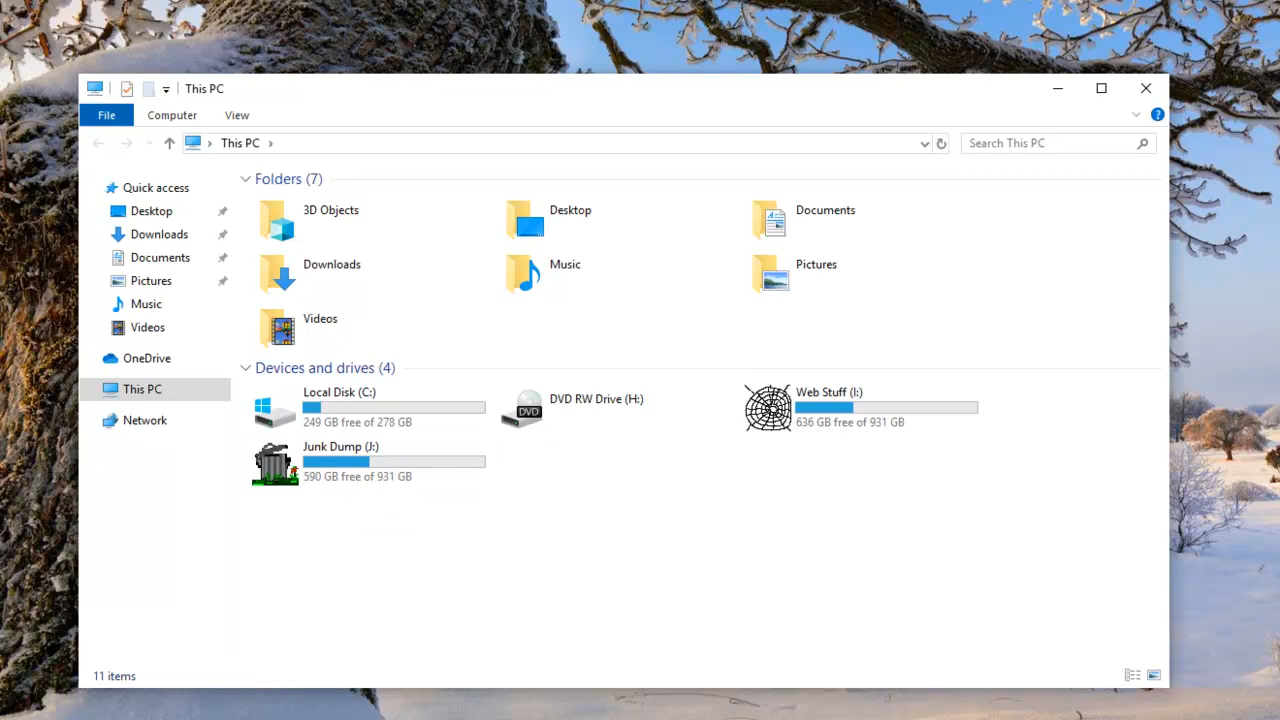 This PC
File Computer View
This PC
Search This PC
Quick access
Desktop
Downloads
Documents
Pictures
Music
Videos
OneDrive
This PC
Network
Folders (7)
3D Objects
Desktop
Documents
Downloads
Music
Pictures
Videos
Devices and drives (4)
Local Disk (C:)
249 GB free of 278 GB
DVD RW Drive (H:)
DVD
Web Stuff (I:)
636 GB free of 931 GB
Junk Dump (J:)
590 GB free of 931 GB
11 items